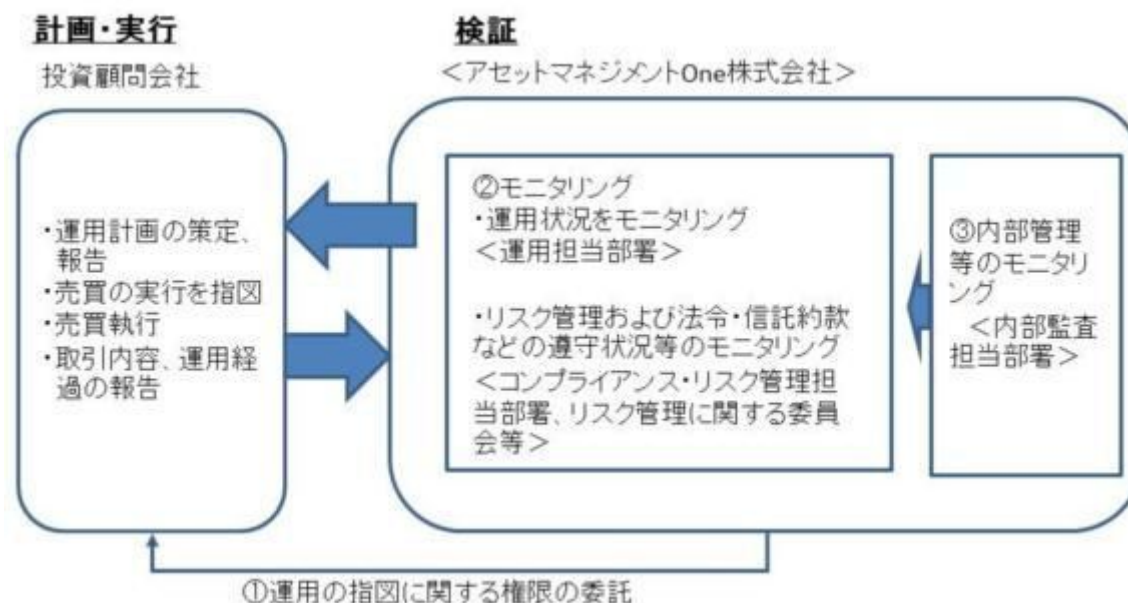 計画・実行
投資顧問会社
・運用計画の策定、
報告
・売買の実行を指図
・売買執行
・取引内容、運用経
過の報告
検証
＜アセットマネジメントOne株式会社＞
②モニタリング
・運用状況をモニタリング
＜運用担当部署＞
・リスク管理および法令・信託約款
などの遵守状況等のモニタリング
＜コンプライアンス・リスク管理担
当部署、リスク管理に関する委員
会等＞
③内部管理
等のモニタリ
ング
＜内部監査
担当部署＞
①運用の指図に関する権限の委託